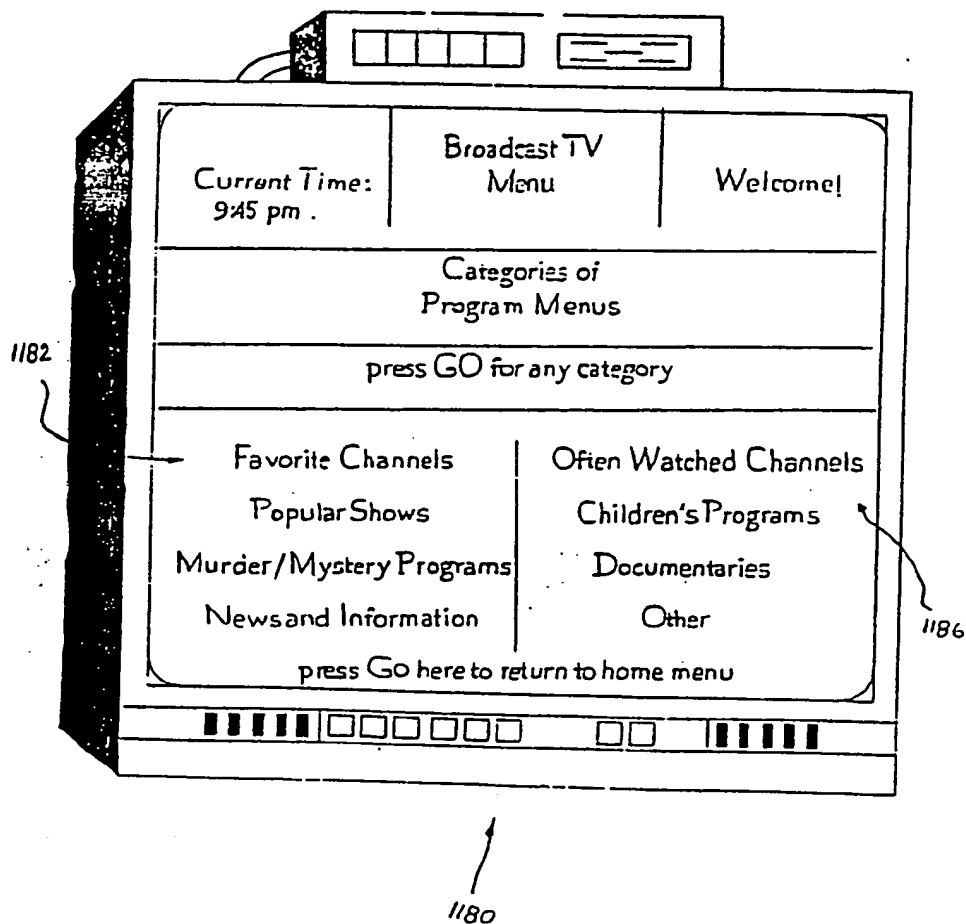 Broadcast TV
Menu
Current Time:
9:45 pm .
Welcome!
Categories of
Program Menus
press GO for any category
1182
Favorite Channels
Often Watched Channels
Popular Shows
Children's Programs
Murder/Mystery Programs
Documentaries
News and Information
Other
1186
press Go here to return to home menu
1180